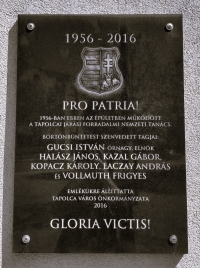 1956 - 2016
PRO PATRIA!
1956-BAN EBBEN AZ ÉPÜLETBEN MŰKÖDÖTT
A TAPOLCAI JÁRÁSI FORRADALMI NEMZETI TANÁCS.
BÖRTÖNBÜNTETÉST SZENVEDETT TAGJAI:
GUCSI ISTVÁN ŐRNAGY, ELNÖK
HALÁSZ JÁNOS, KAZAL GÁBOR,
KOPACZ KÁROLY, LACZAY ANDRÁS
ÉS VOLLMUTH FRIGYES
EMLÉKÜKRE ÁLLÍTTATTA
TAPOLCA VÁROS ÖNKORMÁNYZATA
2016
GLORIA VICTIS!